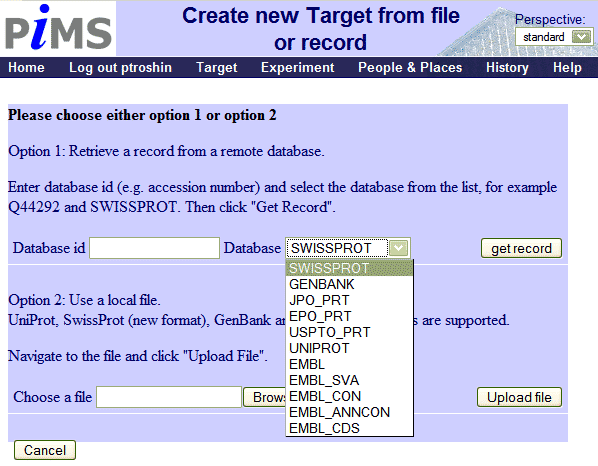 PiMS
Create new Target from file
or record
Perspective:
standard
Home Log out ptroshin Target Experiment People & Places History Help
Please choose either option 1 or option 2
Option 1: Retrieve a record from a remote database.
Enter database id (e.g. accession number) and select the database from the list, for example
Q44292 and SWISSPROT. Then click "Get Record".
Database id Database SWISSPROT get record
SWISSPROT
GENBANK
JPO_PRT
EPO_PRT
USPTO_PRT
UNIPROT
EMBL
EMBL_SVA
EMBL_CON
EMBL_ANNCON
EMBL_CDS
Option 2: Use a local file.
UniProt, SwissProt (new format), GenBank s are supported.
Navigate to the file and click "Upload File".
Choose a file Brows Upload file
Cancel